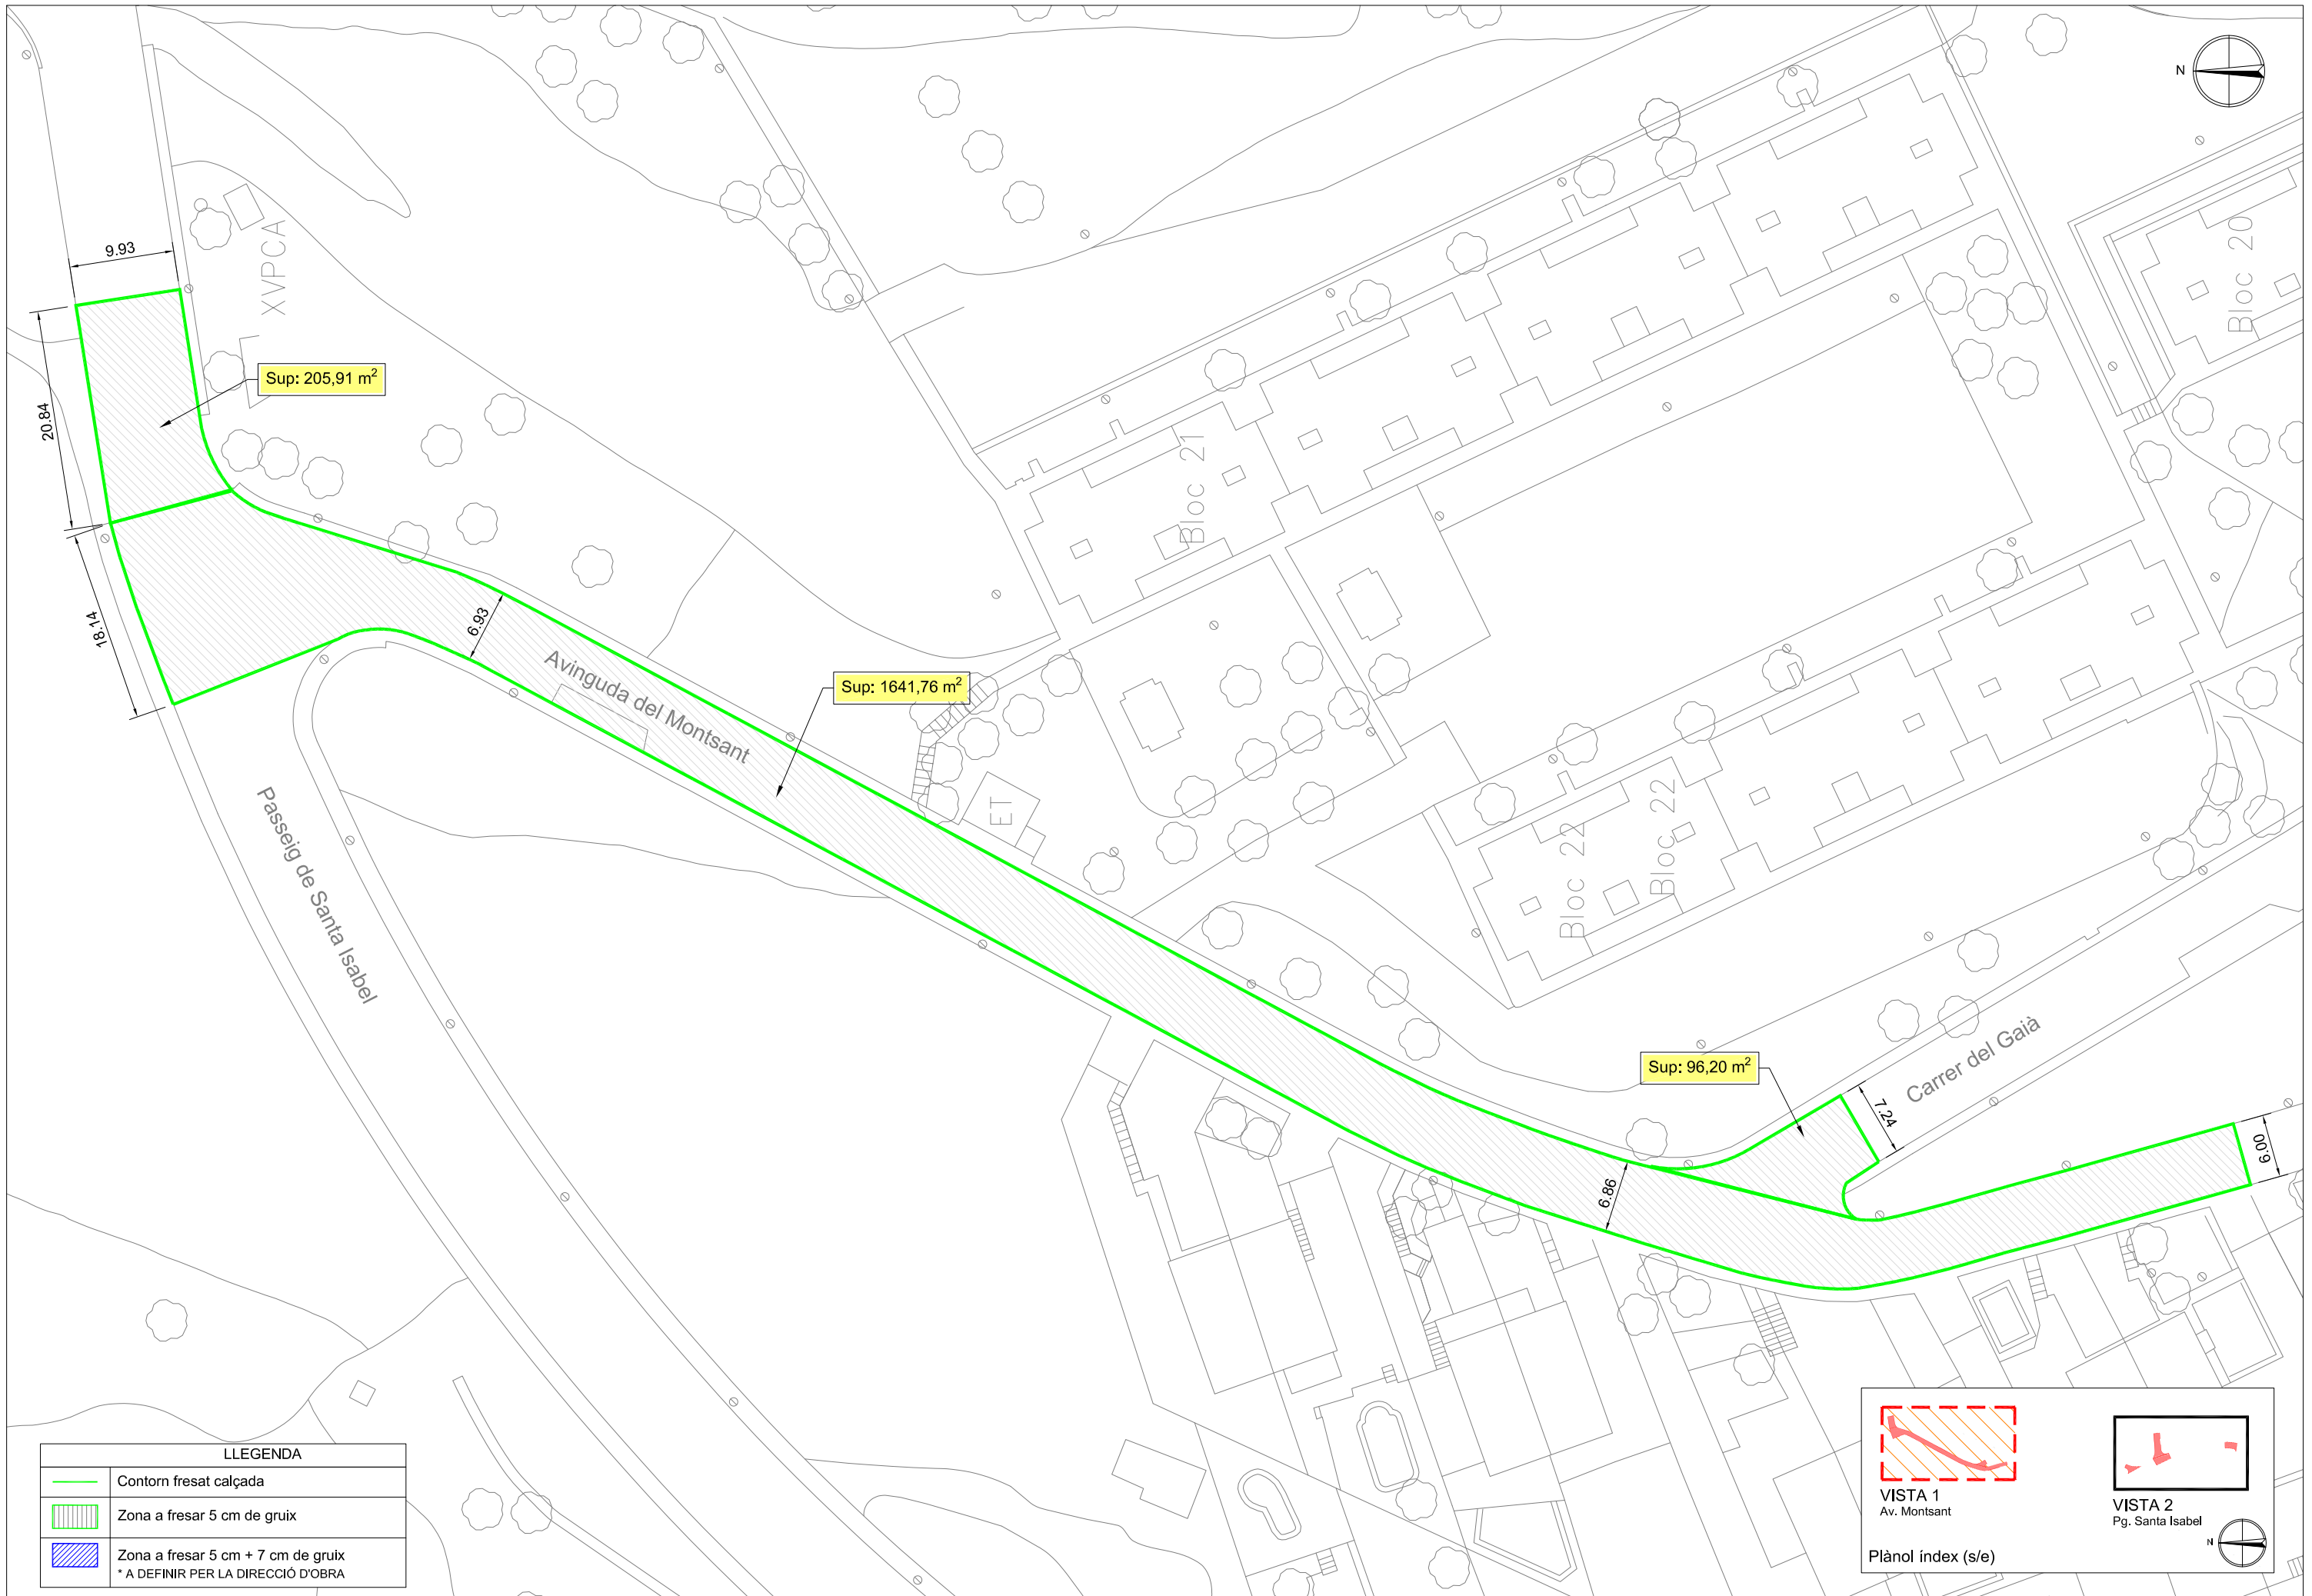 N
9.93
XVPCA
Bloc 20
Sup: 205,91 m²
20.84
Bloc 21
18.14
6.93
Avinguda del Montsant
Sup: 1641,76 m²
ET
Passeig de Santa Isabel
Bloc 22
Bloc 22
Carrer del Gaià
Sup: 96,20 m²
7.24
6.00
6.86
LLEGENDA
Contorn fresat calçada
Zona a fresar 5 cm de gruix
Zona a fresar 5 cm + 7 cm de gruix
* A DEFINIR PER LA DIRECCIÓ D'OBRA
VISTA 1
Av. Montsant
VISTA 2
Pg. Santa Isabel
N
Plànol índex (s/e)